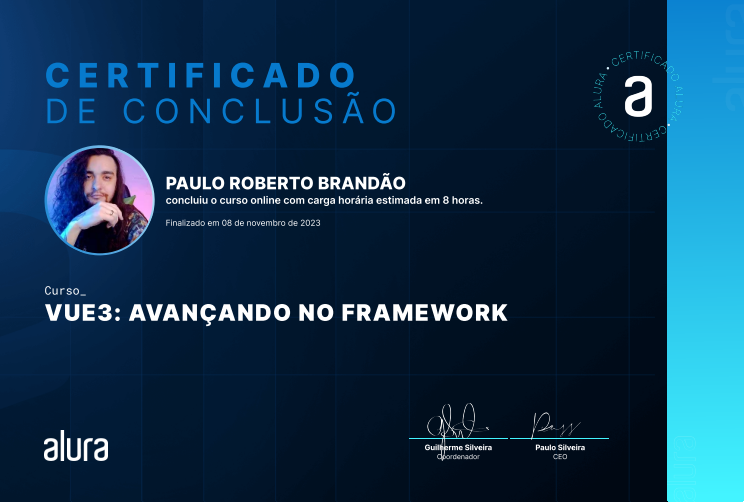 CERTIFICADO
DE CONCLUSÃO
CERTIFICADO ALURA • CERTIFICADO ALURA •
a
PAULO ROBERTO BRANDÃO
concluiu o curso online com carga horária estimada em 8 horas.
Finalizado em 08 de novembro de 2023
Curso_
VUE3: AVANÇANDO NO FRAMEWORK
alura
Guilherme Silveira
Coordenador
Paulo Silveira
CEO
alura